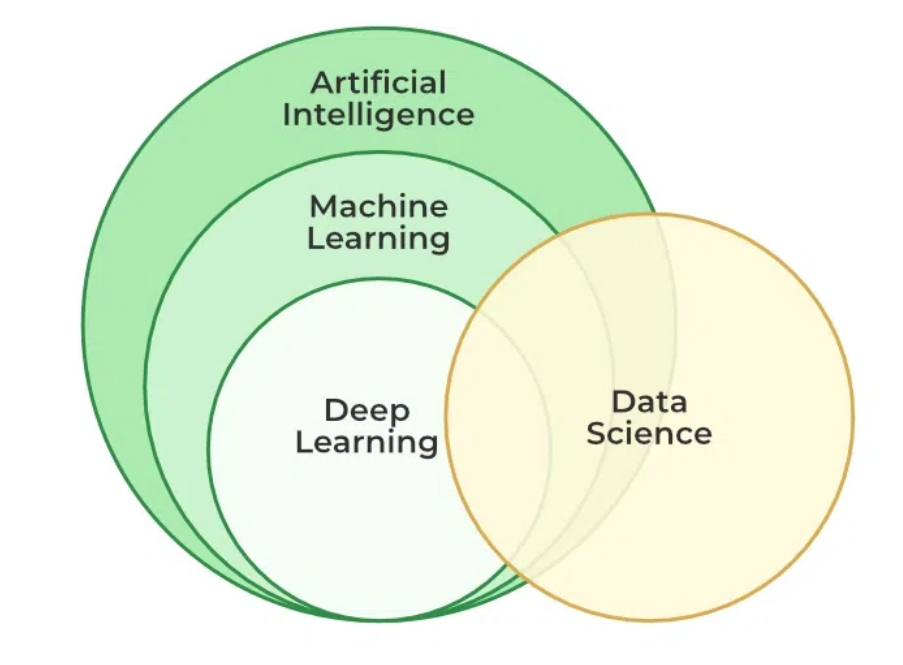 Artificial
Intelligence
Machine
Learning
Deep
Learning
Data
Science